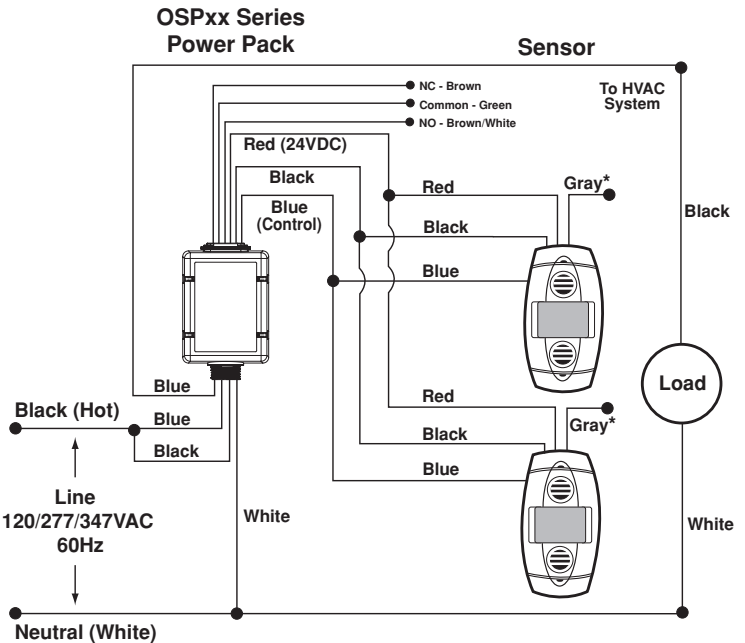 OSPxx Series
Power Pack
Sensor
NC - Brown
Common - Green
NO - Brown/White
To HVAC
System
Red (24VDC)
Black
Blue
(Control)
Red
Gray*
Black
Blue
Black
Load
Blue
Black (Hot)
Blue
Black
Red
Gray*
Black
Blue
Line
120/277/347VAC
60Hz
White
White
Neutral (White)